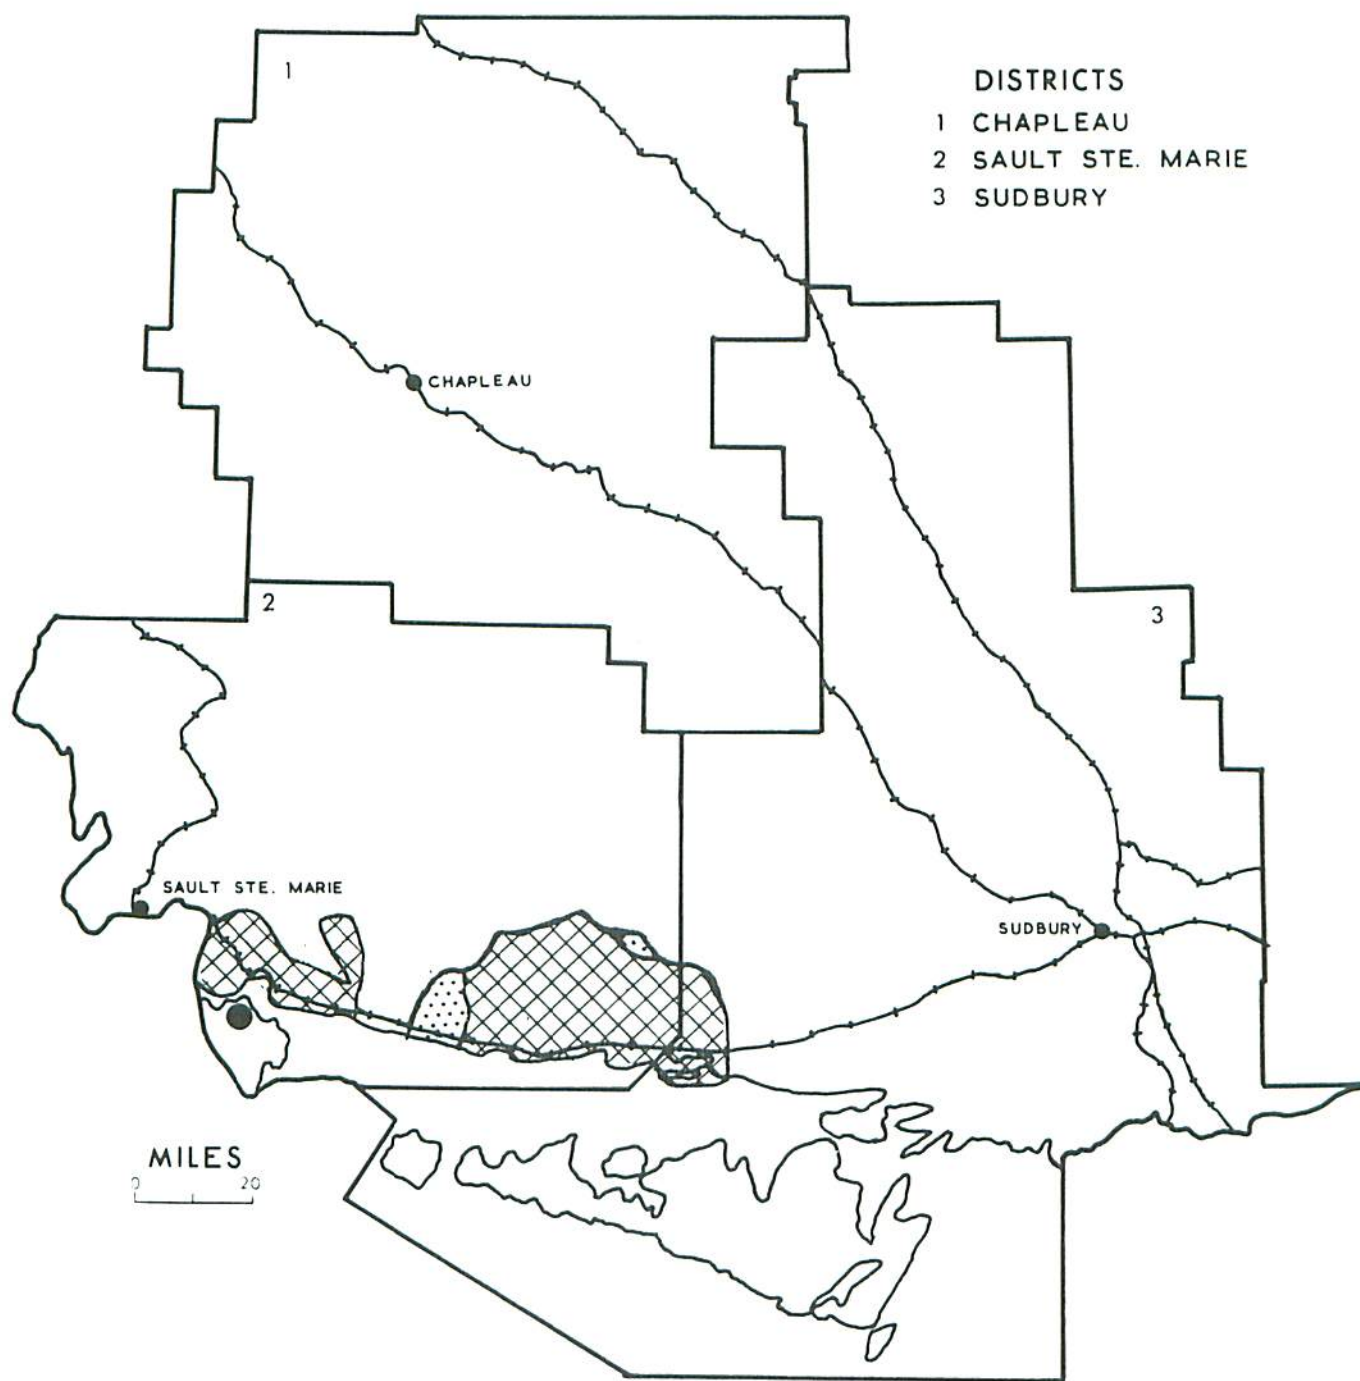 1
DISTRICTS
1 CHAPLEAU
2 SAULT STE. MARIE
3 SUDBURY
CHAPLEAU
2
3
SAULT STE. MARIE
SUDBURY
MILES
0 20